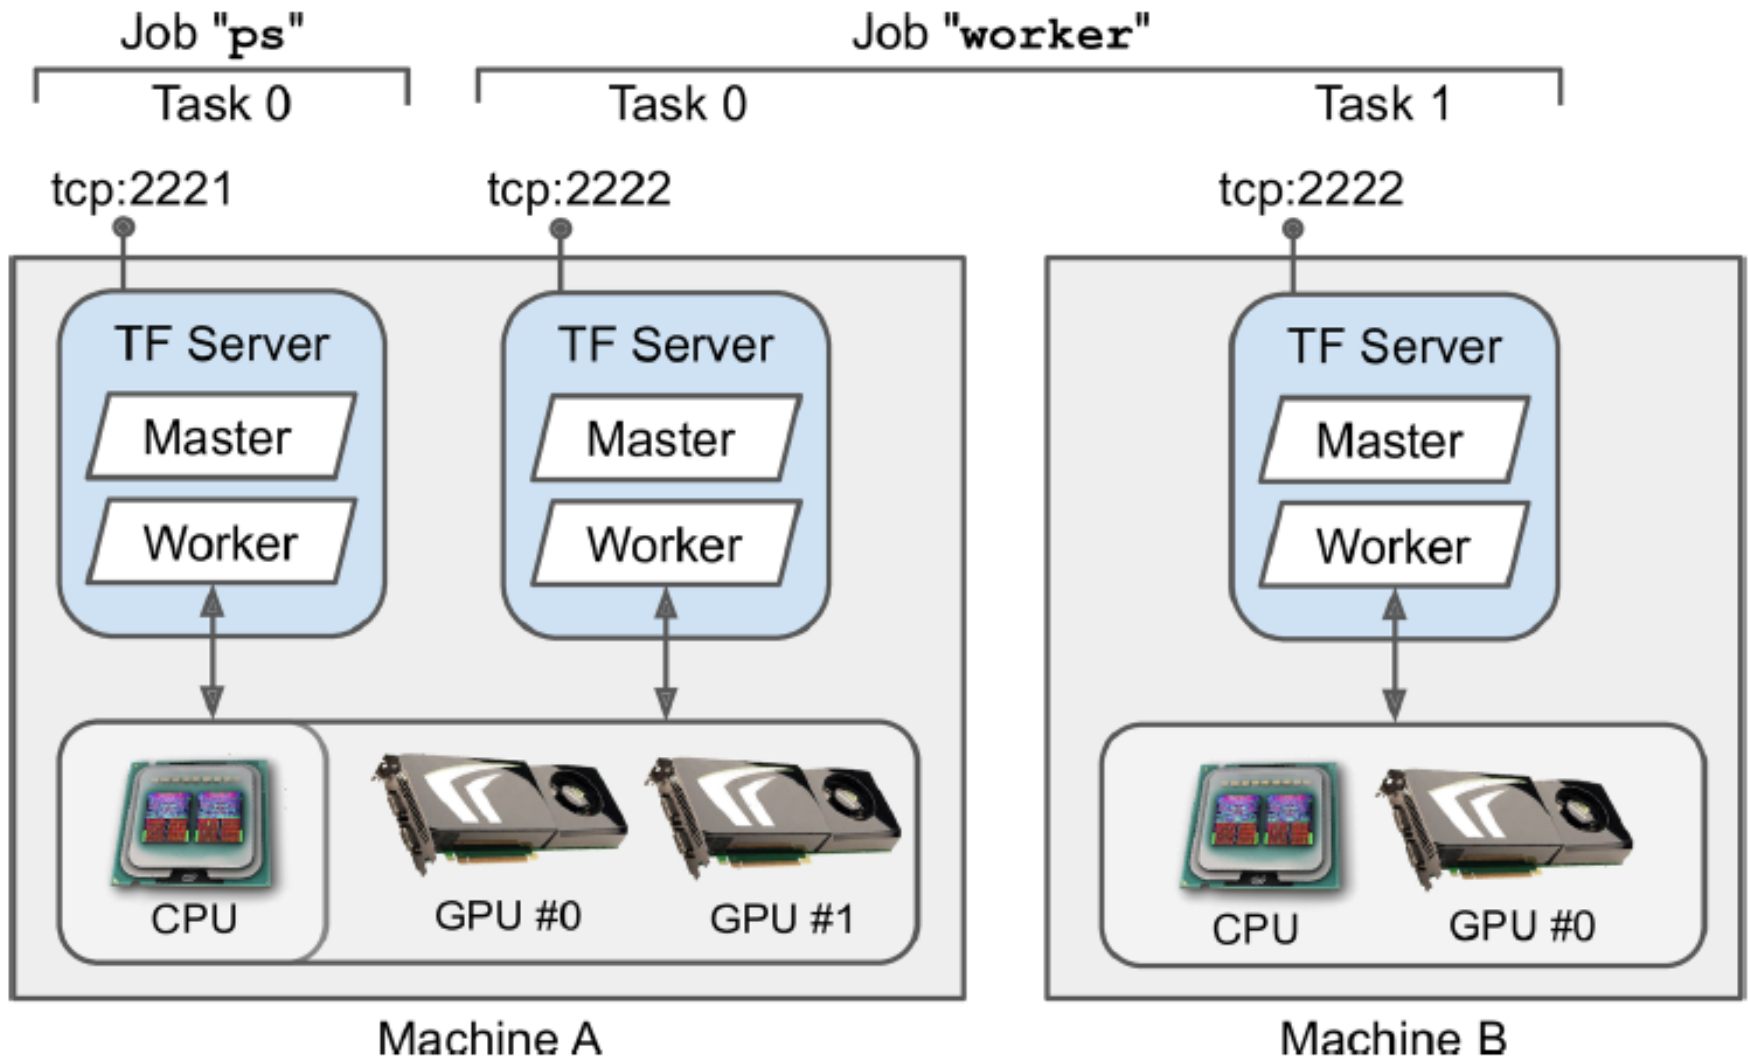 Job "ps"
Job "worker"
Task 0
Task 0
Task 1
tcp:2221
tcp:2222
tcp:2222
TF Server
Master
Worker
TF Server
Master
Worker
TF Server
Master
Worker
CPU
GPU #0
GPU #1
CPU
GPU #0
Machine A
Machine B